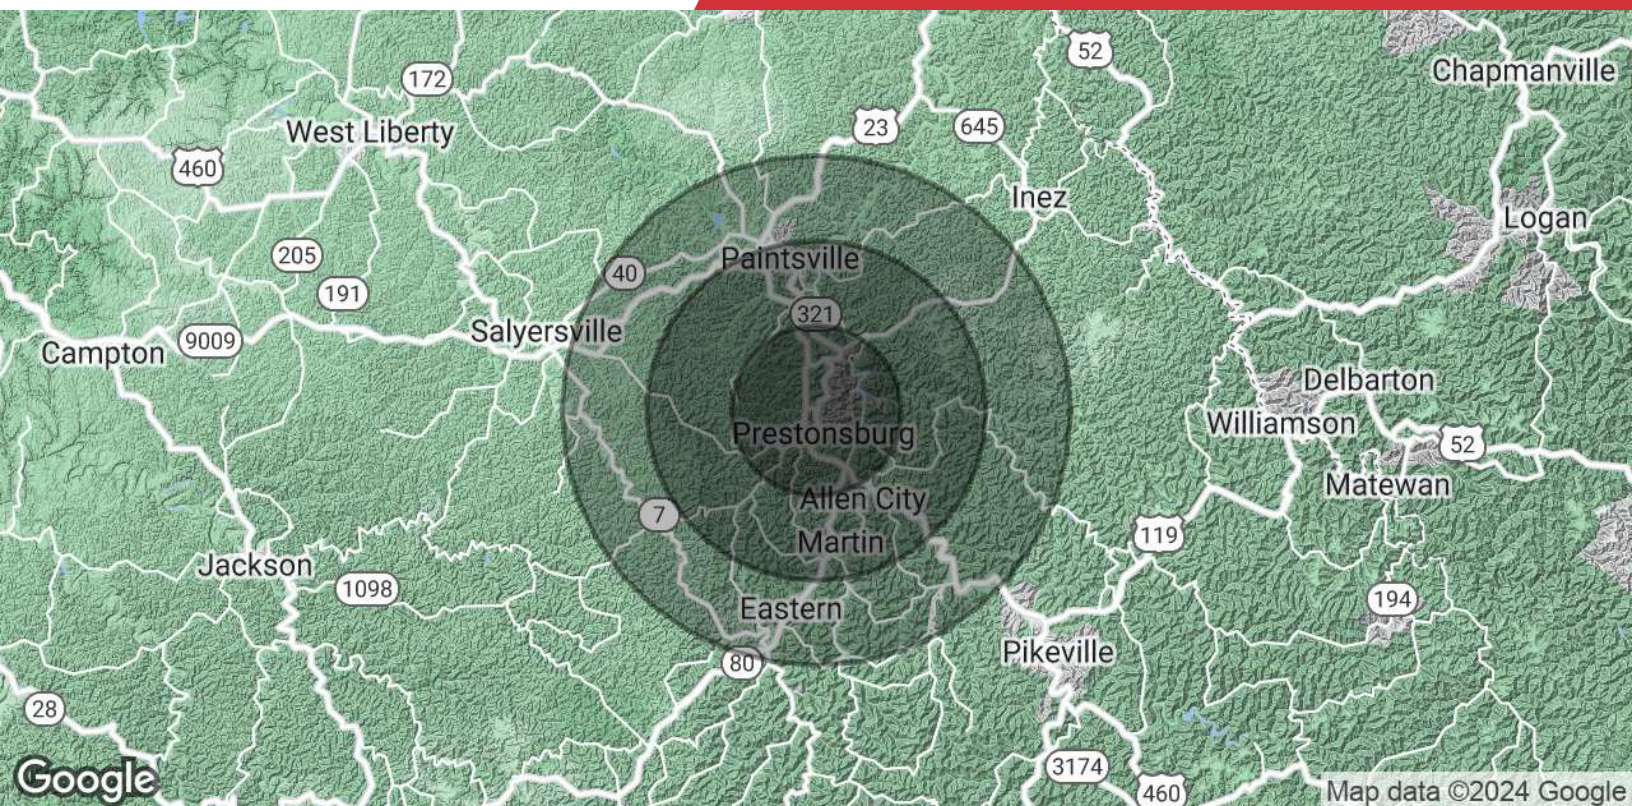 52
Chapmanville
172
23
645
West Liberty
460
Inez
Logan
205
Paintsville
40
191
321
Salyersville
9009
Campton
Delbarton
Williamson
Prestonsburg
52
Matewan
Allen City
7
119
Martin
Jackson
1098
194
Eastern
Pikeville
80
28
3174
Google
460
Map data ©2024 Google